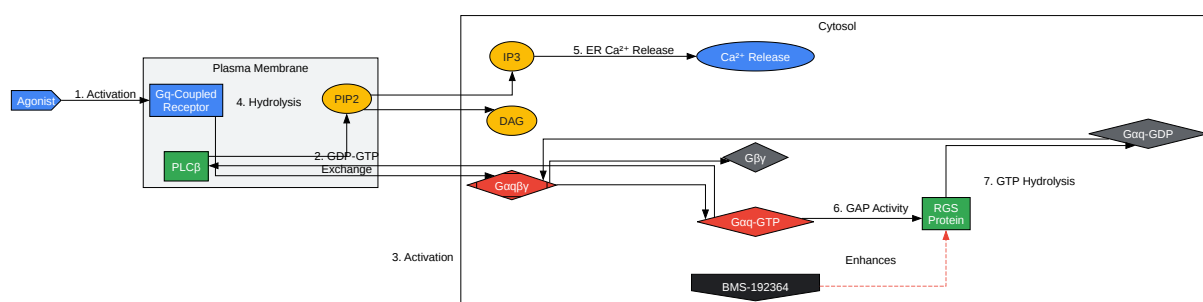 Cytosol
Plasma Membrane
IP3
5. ER Ca²⁺ Release
Ca²⁺ Release
Agonist
1. Activation
Gq-Coupled
Receptor
4. Hydrolysis
PIP2
DAG
Gαq-GDP
PLCβ
2. GDP-GTP
Exchange
Gβγ
Gαqβγ
7. GTP Hydrolysis
Gαq-GTP
6. GAP Activity
RGS
Protein
3. Activation
Enhances
BMS-192364